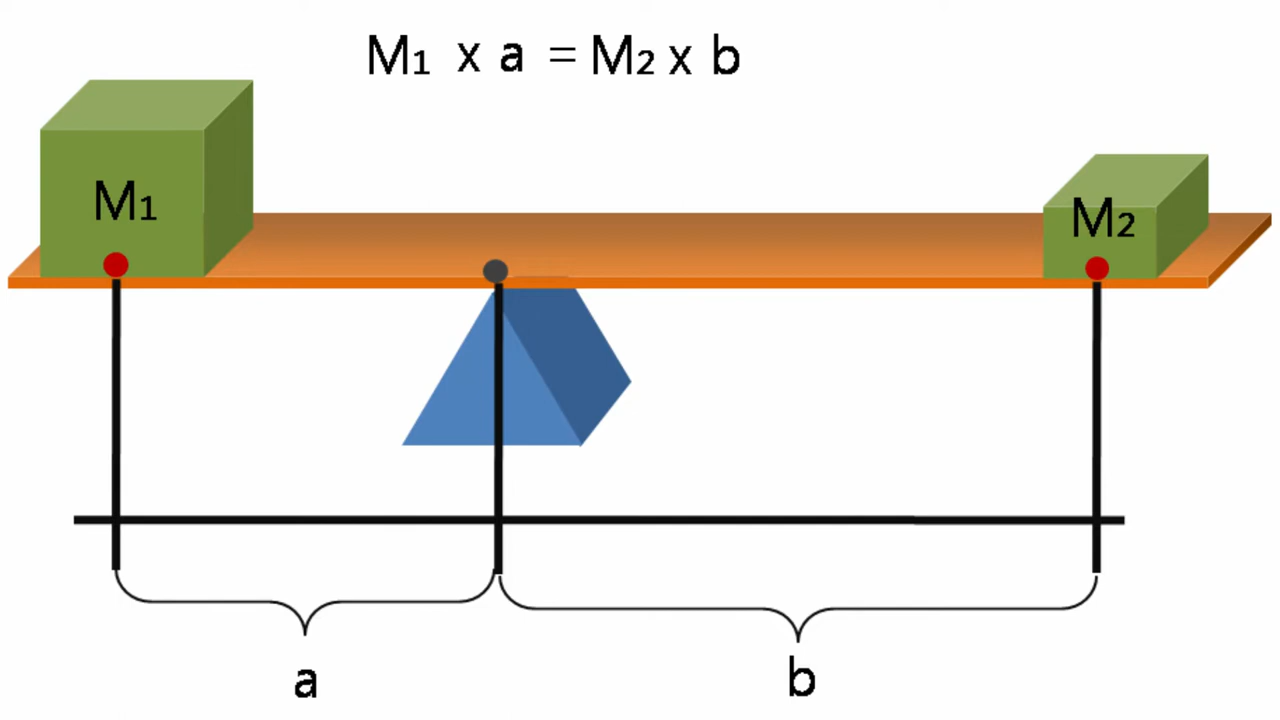 M₁ x a = M₂ x b
M₁
M₂
a
b